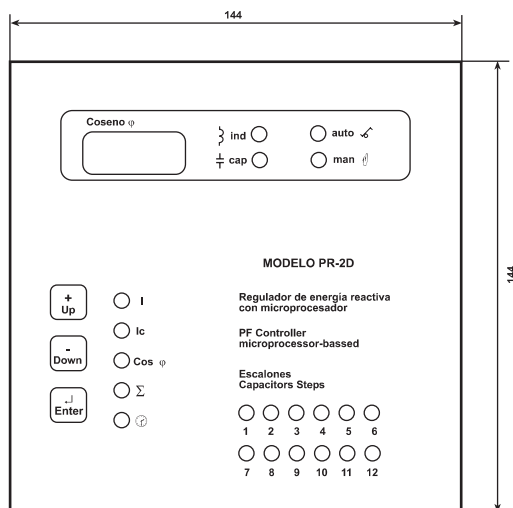 144
Coseno φ
ind
auto
cap
man
144
MODELO PR-2D
+
Up
I
Regulador de energía reactiva
con microprocesador
Ic
PF Controller
microprocessor-bassed
-
Down
Cos φ
Escalones
Capacitors Steps
Σ
↵
Enter
1 2 3 4 5 6
7 8 9 10 11 12